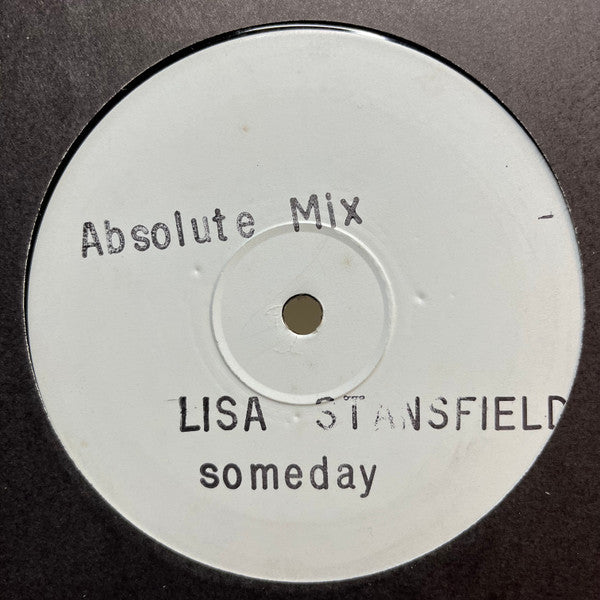 Absolute Mix
LISA STANSFIELD
someday